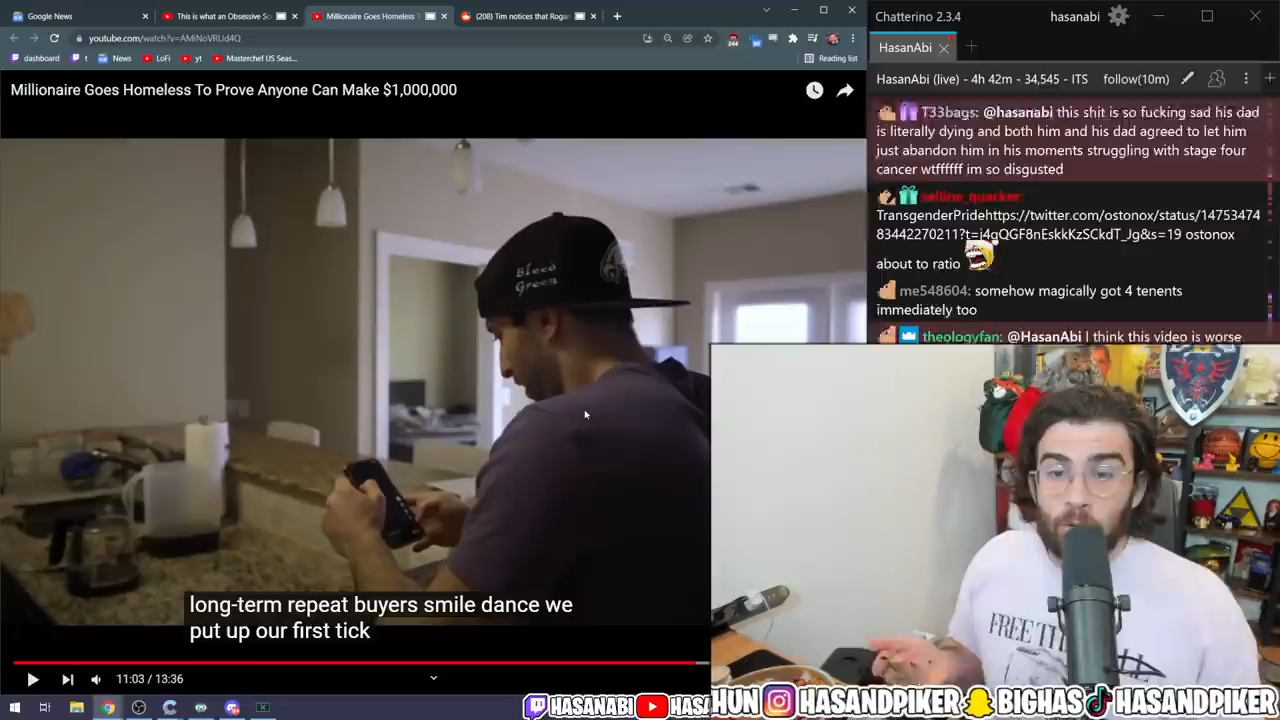 Google News
This is what an Obsessive So
Millionaire Goes Homeless T
(208) Tim notices that Rogan
Chatterino 2.3.4
hasanabi
youtube.com/watch?v=AMiNoVRUd4Q
dashboard
t
News
LoFi
yt
Masterchef US Seas...
Reading list
244
HasanAbi
HasanAbi (live) - 4h 42m - 34,545 - ITS
follow(10m)
Millionaire Goes Homeless To Prove Anyone Can Make $1,000,000
T33bags: @hasanabi this shit is so fucking sad his dad
is literally dying and both him and his dad agreed to let him
just abandon him in his moments struggling with stage four
cancer wtffffff im so disgusted
saltine_quacker:
TransgenderPridehttps://twitter.com/ostonox/status/14753474
83442270211?t=j4gQGF8nEskkKzSCkdT_Jg&s=19 ostonox
about to ratio
me548604: somehow magically got 4 tenents
immediately too
theologyfan: @HasanAbi I think this video is worse
Bleed
Green
long-term repeat buyers smile dance we
put up our first tick
FREE TH
11:03 / 13:36
HASANABI
HASA
HUN
HASANDPIKER
BIGHAS
HASANDPIKER